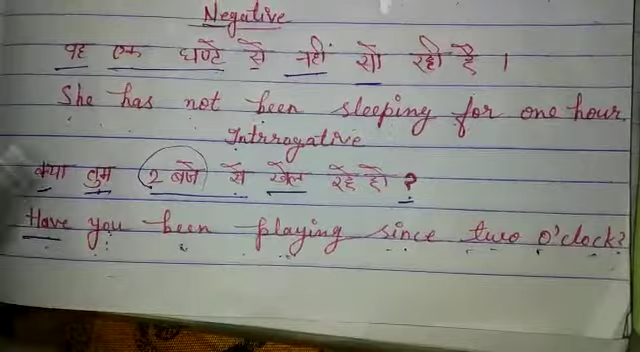 Negative
वह एक घण्टे से नहीं सो रही है ।
She has not been sleeping for one hour.
Intrragative
क्या तुम 2 बजे से खेल रहे हो ?
Have you been playing since two o'clock?